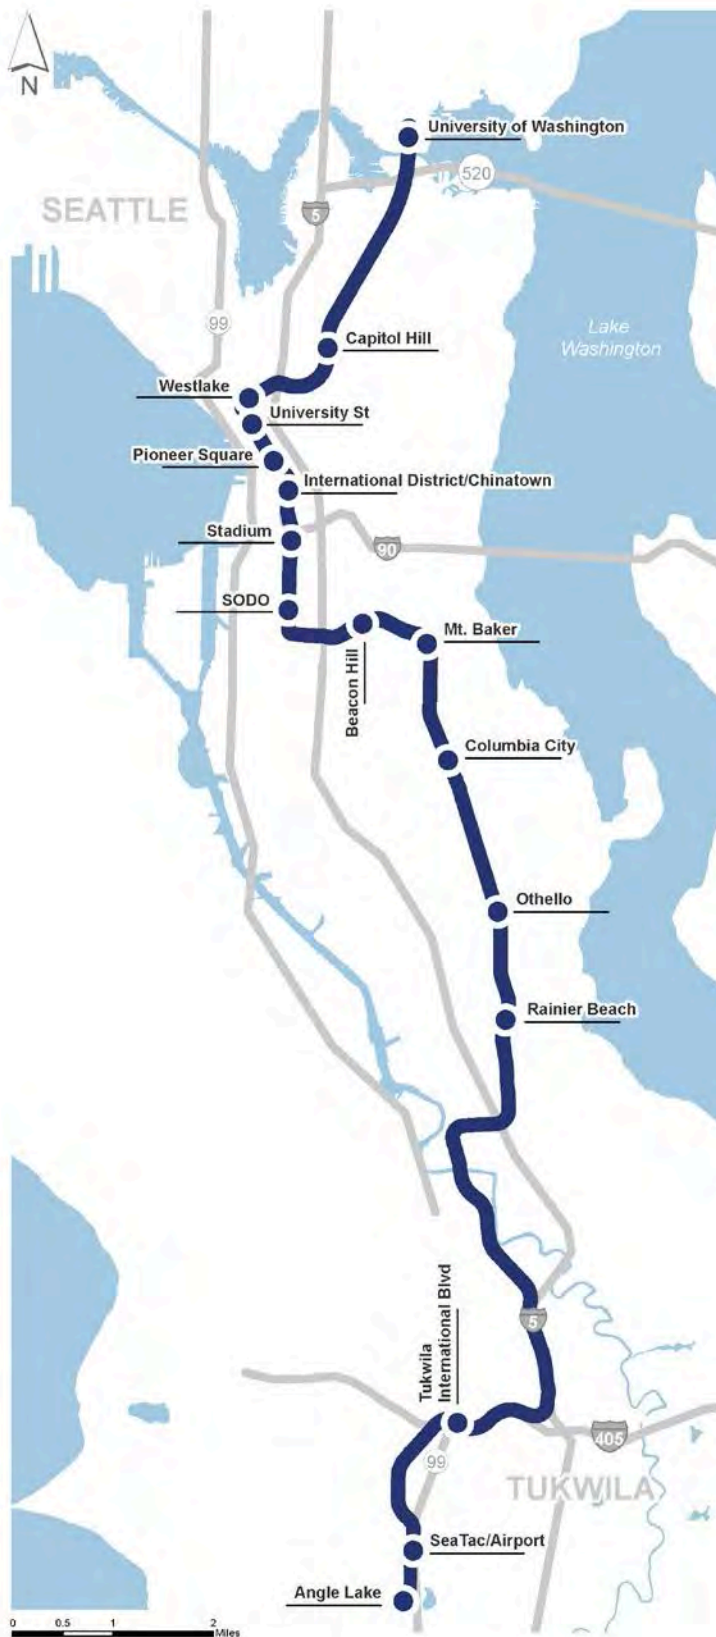 N
University of Washington
520
SEATTLE
5
99
Lake
Washington
Capitol Hill
Westlake
University St
Pioneer Square
International District/Chinatown
Stadium
90
SODO
Mt. Baker
Beacon Hill
Columbia City
Othello
Rainier Beach
Tukwila
International Blvd
5
405
99
TUKWILA
SeaTac/Airport
Angle Lake
0 0.5 1 2
Miles